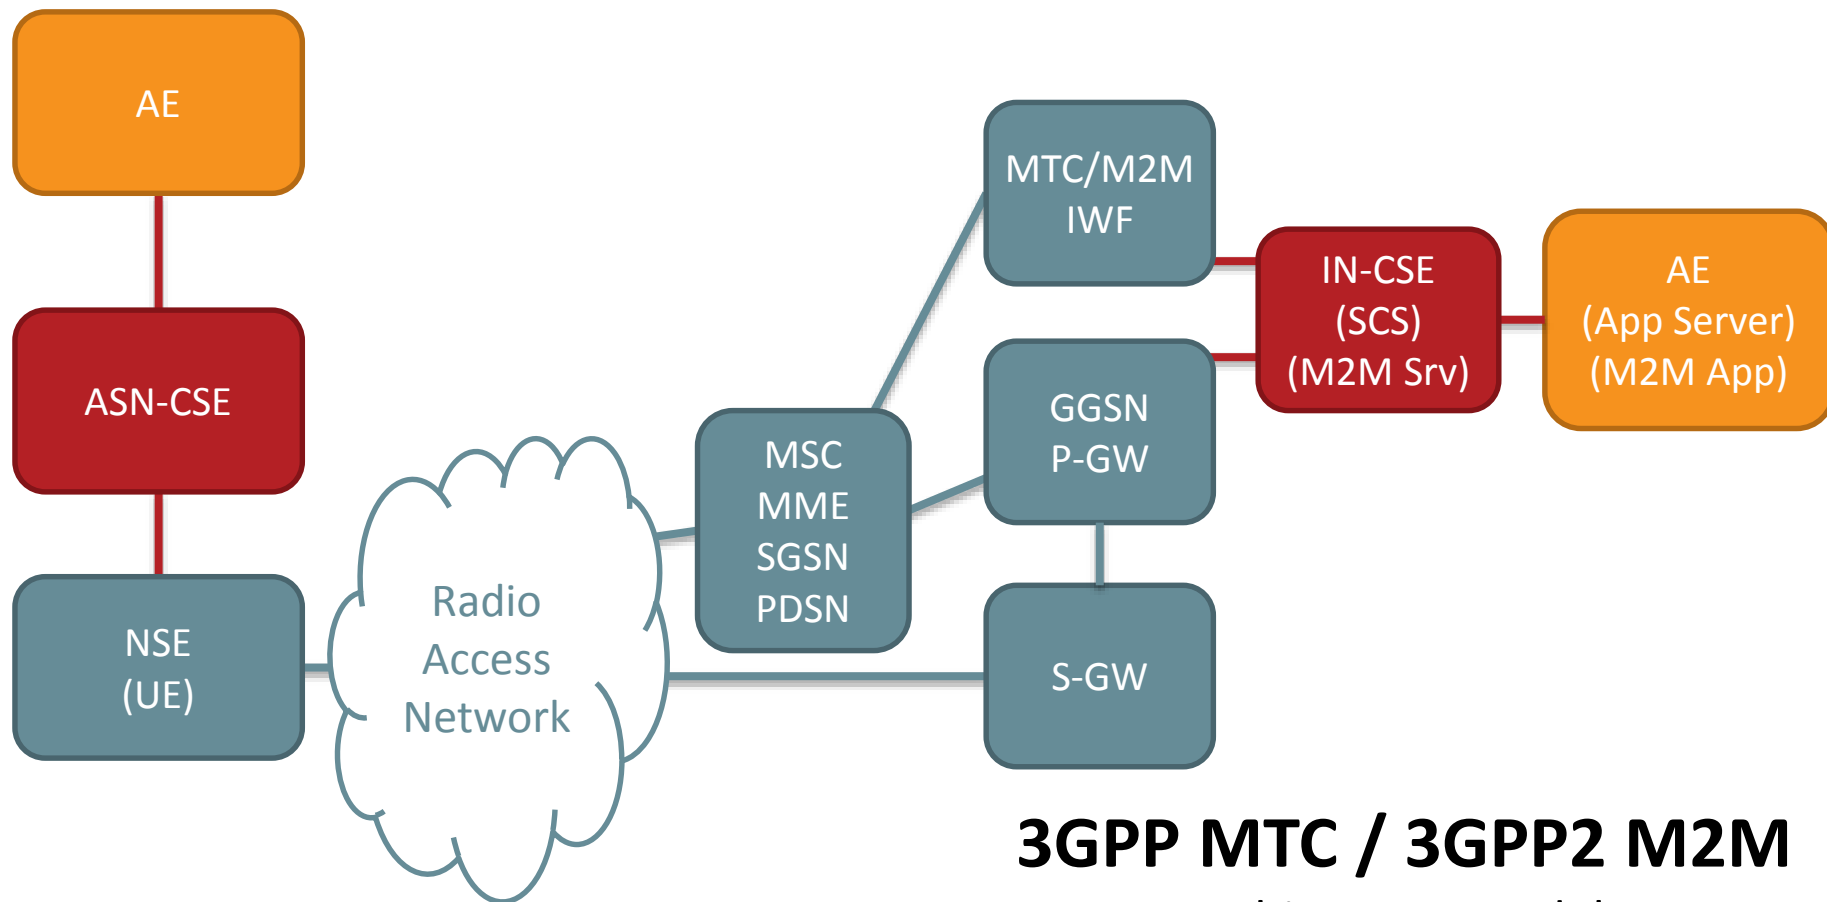 AE
ASN-CSE
NSE
(UE)
Radio
Access
Network
MSC
MME
SGSN
PDSN
MTC/M2M
IWF
GGSN
P-GW
S-GW
IN-CSE
(SCS)
(M2M Srv)
AE
(App Server)
(M2M App)
3GPP MTC / 3GPP2 M2M